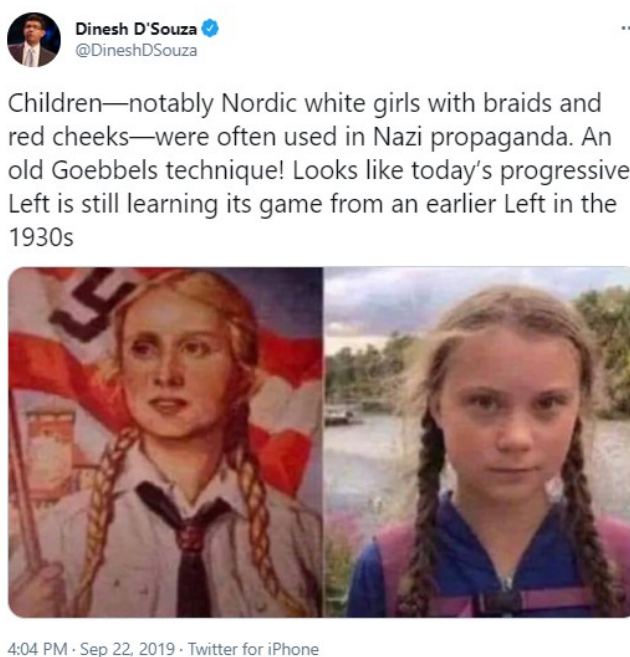 Dinesh D'Souza
@DineshDSouza
Children—notably Nordic white girls with braids and
red cheeks—were often used in Nazi propaganda. An
old Goebbels technique! Looks like today's progressive
Left is still learning its game from an earlier Left in the
1930s
4:04 PM · Sep 22, 2019 · Twitter for iPhone